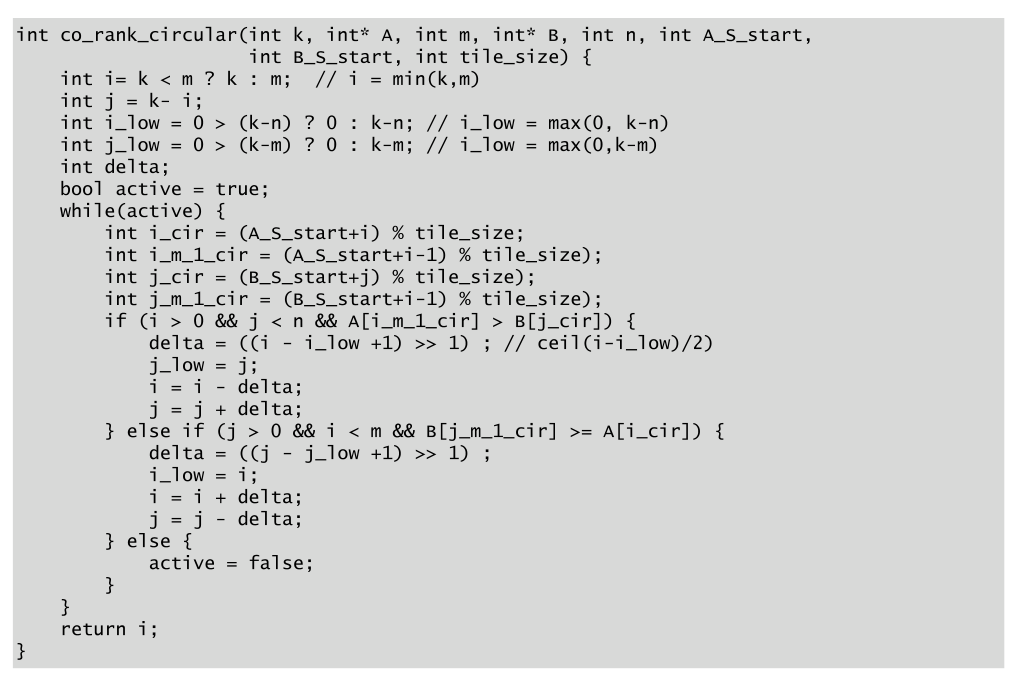 int co_rank_circular(int k, int* A, int m, int* B, int n, int A_S_start,
                     int B_S_start, int tile_size) {
    int i= k < m ? k : m;  // i = min(k,m)
    int j = k- i;
    int i_low = 0 > (k-n) ? 0 : k-n; // i_low = max(0, k-n)
    int j_low = 0 > (k-m) ? 0 : k-m; // i_low = max(0,k-m)
    int delta;
    bool active = true;
    while(active) {
        int i_cir = (A_S_start+i) % tile_size;
        int i_m_1_cir = (A_S_start+i-1) % tile_size);
        int j_cir = (B_S_start+j) % tile_size);
        int j_m_1_cir = (B_S_start+i-1) % tile_size);
        if (i > 0 && j < n && A[i_m_1_cir] > B[j_cir]) {
            delta = ((i - i_low +1) >> 1) ; // ceil(i-i_low)/2)
            j_low = j;
            i = i - delta;
            j = j + delta;
        } else if (j > 0 && i < m && B[j_m_1_cir] >= A[i_cir]) {
            delta = ((j - j_low +1) >> 1) ;
            i_low = i;
            i = i + delta;
            j = j - delta;
        } else {
            active = false;
        }
    }
    return i;
}